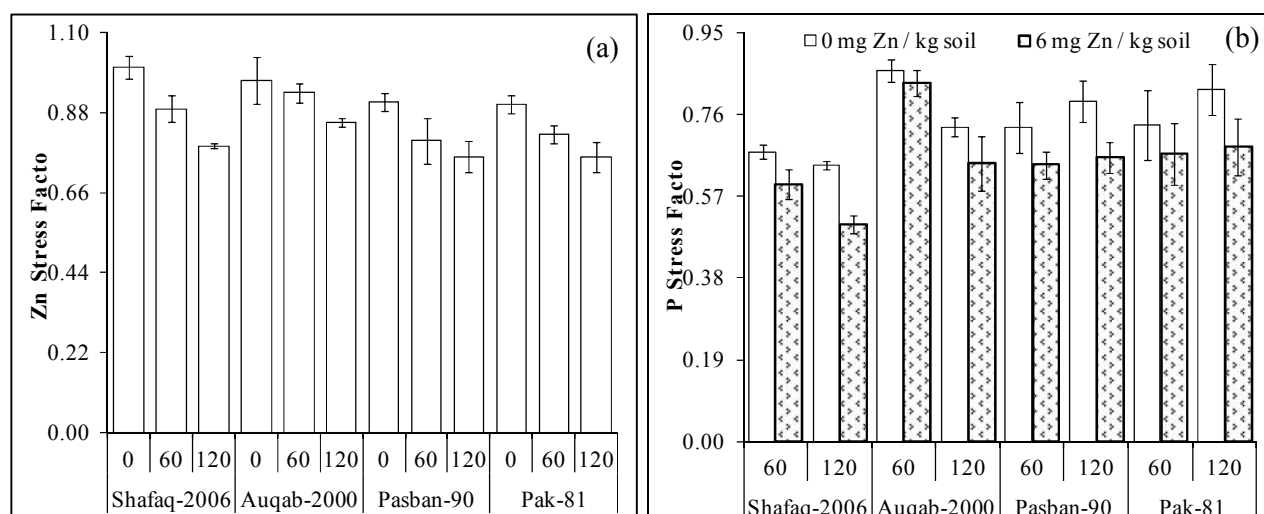 (a)
1.10
0.88
0.66
0.44
0.22
0.00
Zn Stress Facto
0 60 120 0 60 120 0 60 120 0 60 120
Shafaq-2006 Auqab-2000 Pasban-90 Pak-81
(b)
0 mg Zn / kg soil 6 mg Zn / kg soil
0.95
0.76
0.57
0.38
0.19
0.00
P Stress Facto
60 120 60 120 60 120 60 120
Shafaq-2006 Auqab-2000 Pasban-90 Pak-81